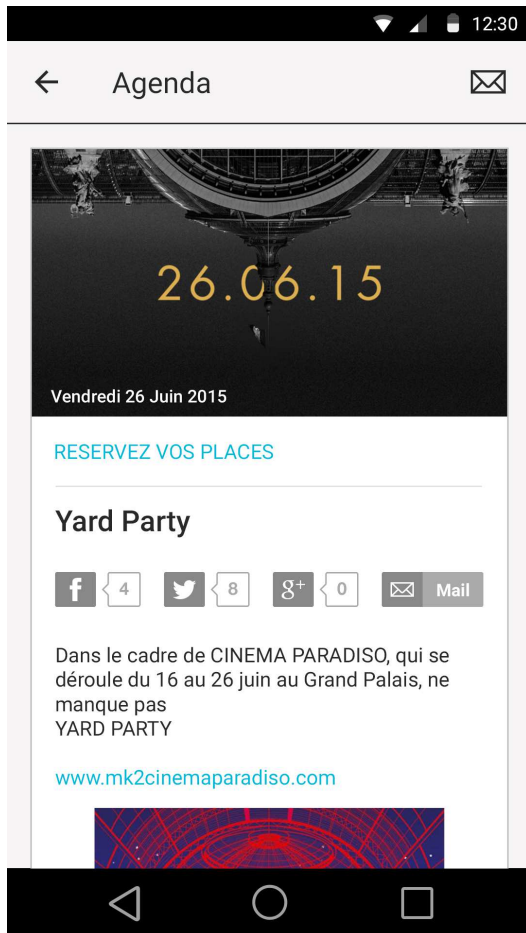 12:30
Agenda
26.06.15
Vendredi 26 Juin 2015
RESERVEZ VOS PLACES
Yard Party
f 4 8 g+ 0 Mail
Dans le cadre de CINEMA PARADISO, qui se
déroule du 16 au 26 juin au Grand Palais, ne
manque pas
YARD PARTY
www.mk2cinemaparadiso.com